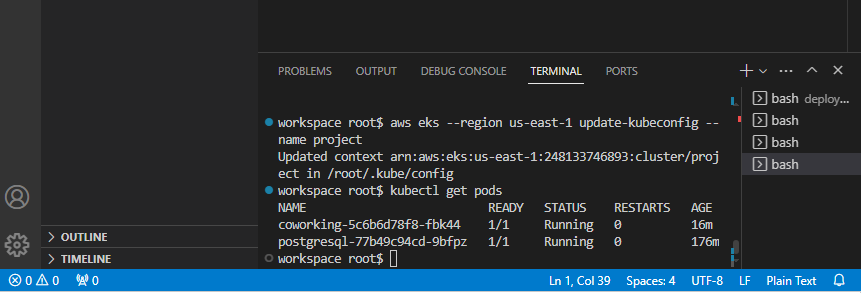 PROBLEMS OUTPUT DEBUG CONSOLE TERMINAL PORTS
workspace root$ aws eks --region us-east-1 update-kubeconfig --
name project
Updated context arn:aws:eks:us-east-1:248133746893:cluster/proj
ect in /root/.kube/config
workspace root$ kubectl get pods
NAME READY STATUS RESTARTS AGE
coworking-5c6b6d78f8-fbk44 1/1 Running 0 16m
postgresql-77b49c94cd-9bfpz 1/1 Running 0 176m
workspace root$
bash deploy...
bash
bash
bash
OUTLINE
TIMELINE
0 0 0 Ln 1, Col 39 Spaces: 4 UTF-8 LF Plain Text